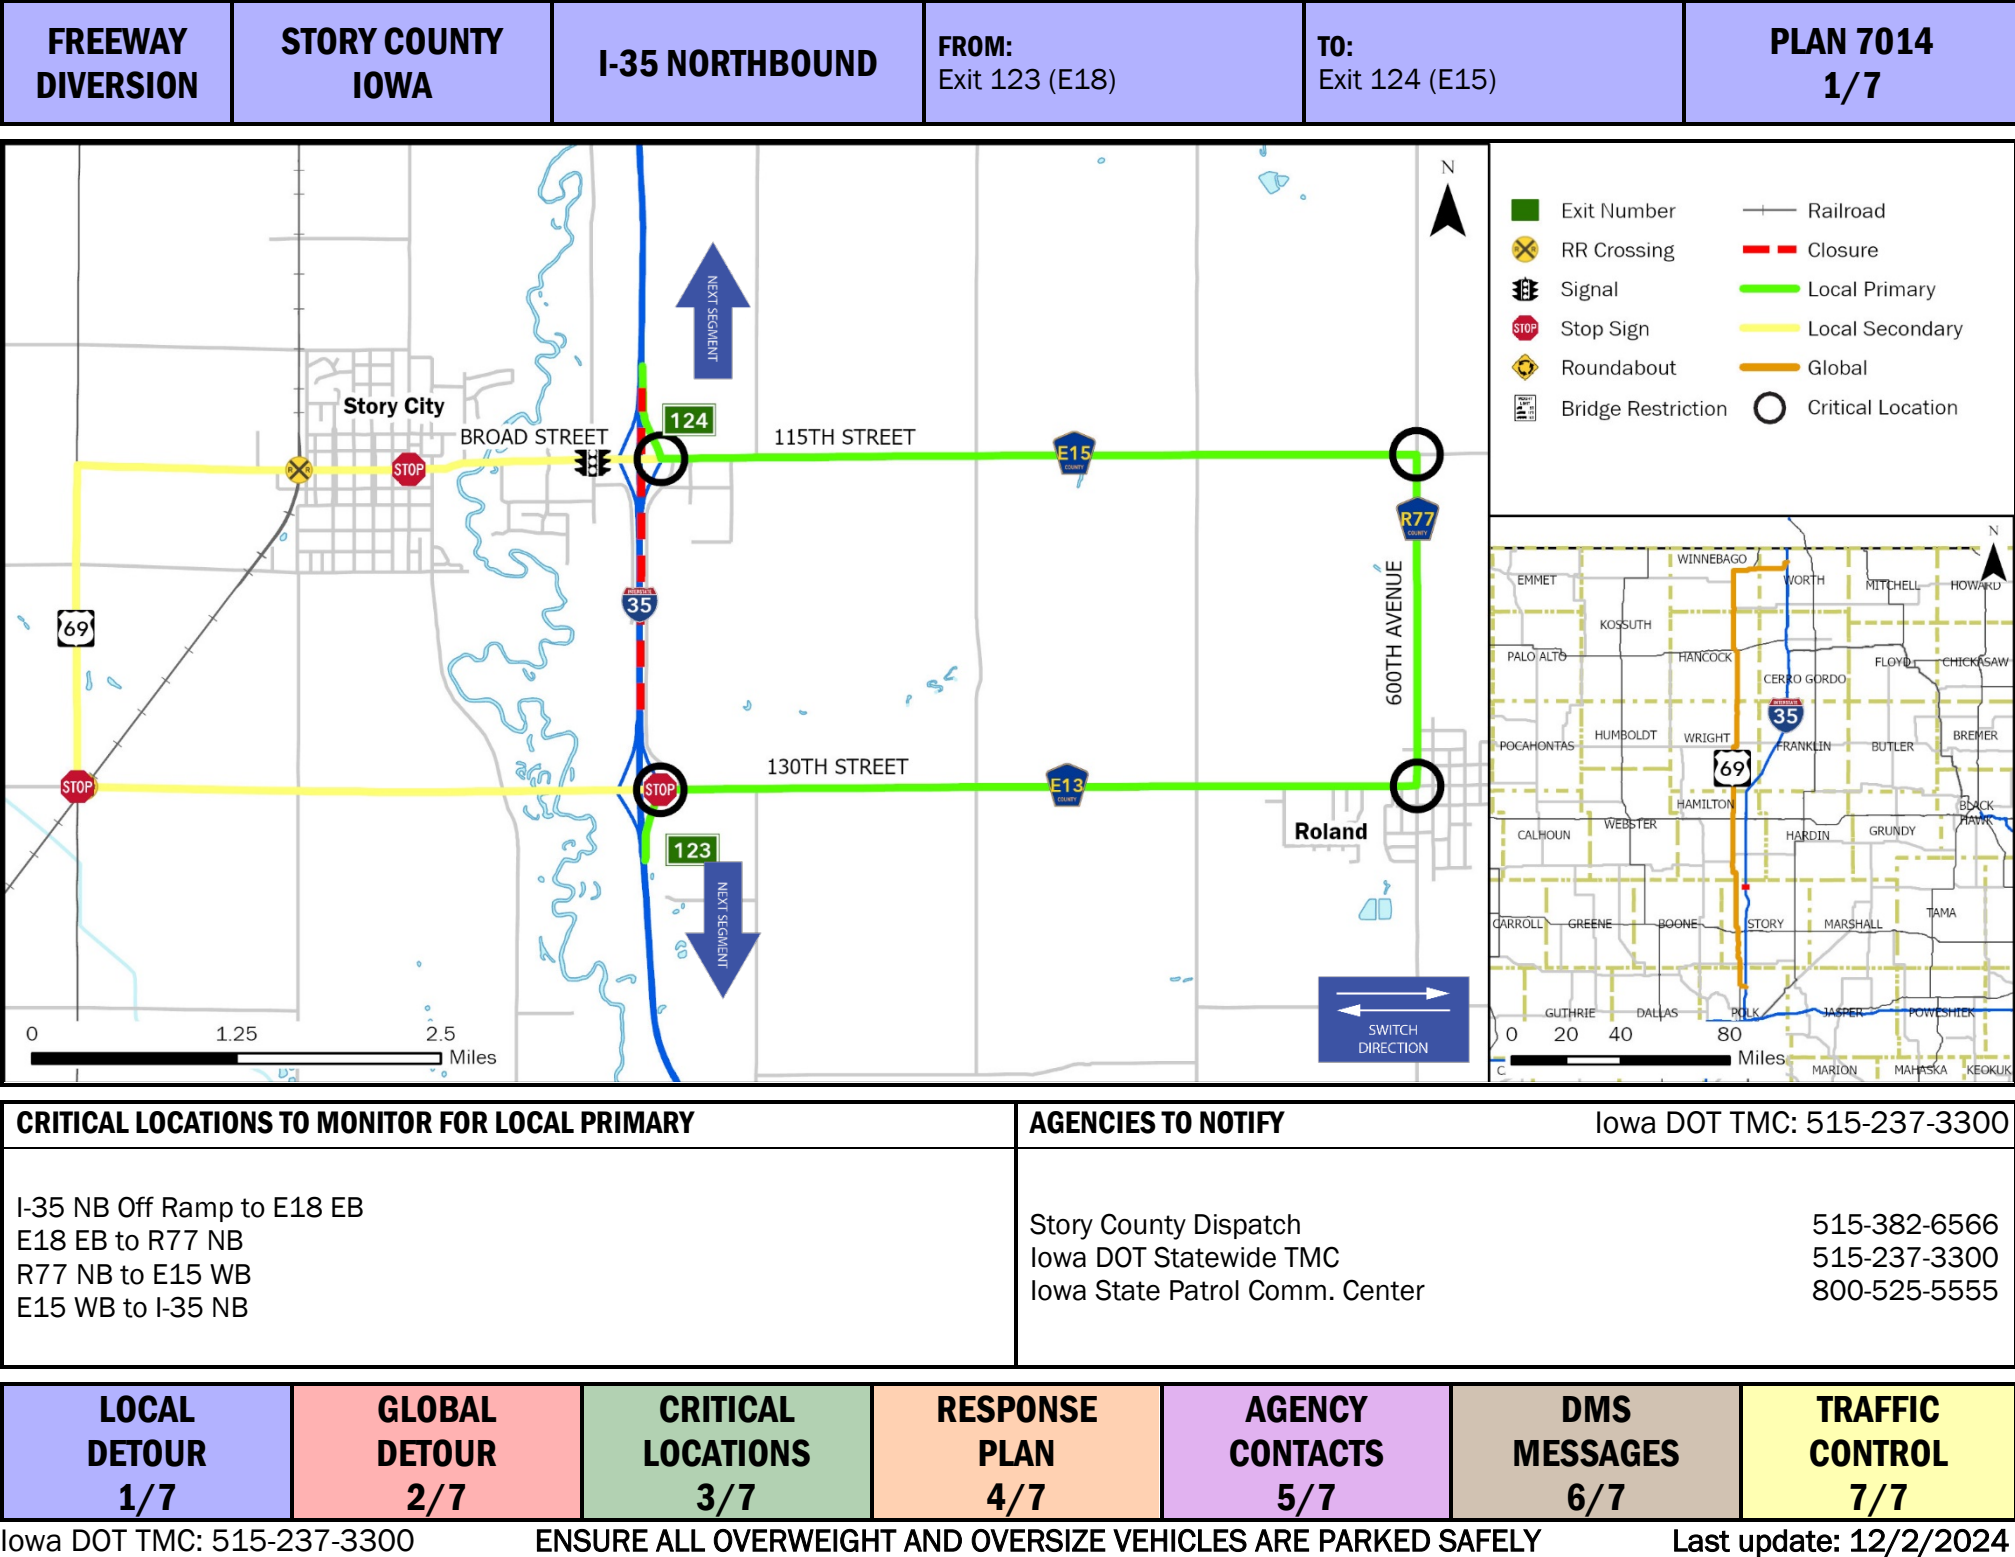 FREEWAY
DIVERSION
STORY COUNTY
IOWA
I-35 NORTHBOUND
FROM:
Exit 123 (E18)
TO:
Exit 124 (E15)
PLAN 7014
1/7
N
NEXT SEGMENT
Story City
124
BROAD STREET
115TH STREET
E15
COUNTY
STOP
R77
COUNTY
600TH AVENUE
INTERSTATE
35
69
130TH STREET
STOP
STOP
E13
COUNTY
Roland
123
NEXT SEGMENT
SWITCH
DIRECTION
0 1.25 2.5
Miles
Exit Number
RR Crossing
Signal
STOP Stop Sign
Roundabout
Bridge Restriction
Railroad
Closure
Local Primary
Local Secondary
Global
Critical Location
N
WINNEBAGO
EMMET
WORTH
MITCHELL
HOWARD
KOSSUTH
PALO ALTO
HANCOCK
FLOYD
CHICKASAW
CERRO GORDO
35
HUMBOLDT
WRIGHT
BREMER
POCAHONTAS
FRANKLIN
BUTLER
69
HAMILTON
BLACK
HAWK
WEBSTER
CALHOUN
HARDIN
GRUNDY
TAMA
CARROLL
GREENE
BOONE
STORY
MARSHALL
GUTHRIE
DALLAS
POLK
JASPER
POWESHIEK
0 20 40 80
Miles
C
MARION
MAHASKA
KEOKUK
CRITICAL LOCATIONS TO MONITOR FOR LOCAL PRIMARY
I-35 NB Off Ramp to E18 EB
E18 EB to R77 NB
R77 NB to E15 WB
E15 WB to I-35 NB
AGENCIES TO NOTIFY Iowa DOT TMC: 515-237-3300
Story County Dispatch 515-382-6566
Iowa DOT Statewide TMC 515-237-3300
Iowa State Patrol Comm. Center 800-525-5555
LOCAL
DETOUR
1/7
GLOBAL
DETOUR
2/7
CRITICAL
LOCATIONS
3/7
RESPONSE
PLAN
4/7
AGENCY
CONTACTS
5/7
DMS
MESSAGES
6/7
TRAFFIC
CONTROL
7/7
Iowa DOT TMC: 515-237-3300 ENSURE ALL OVERWEIGHT AND OVERSIZE VEHICLES ARE PARKED SAFELY Last update: 12/2/2024